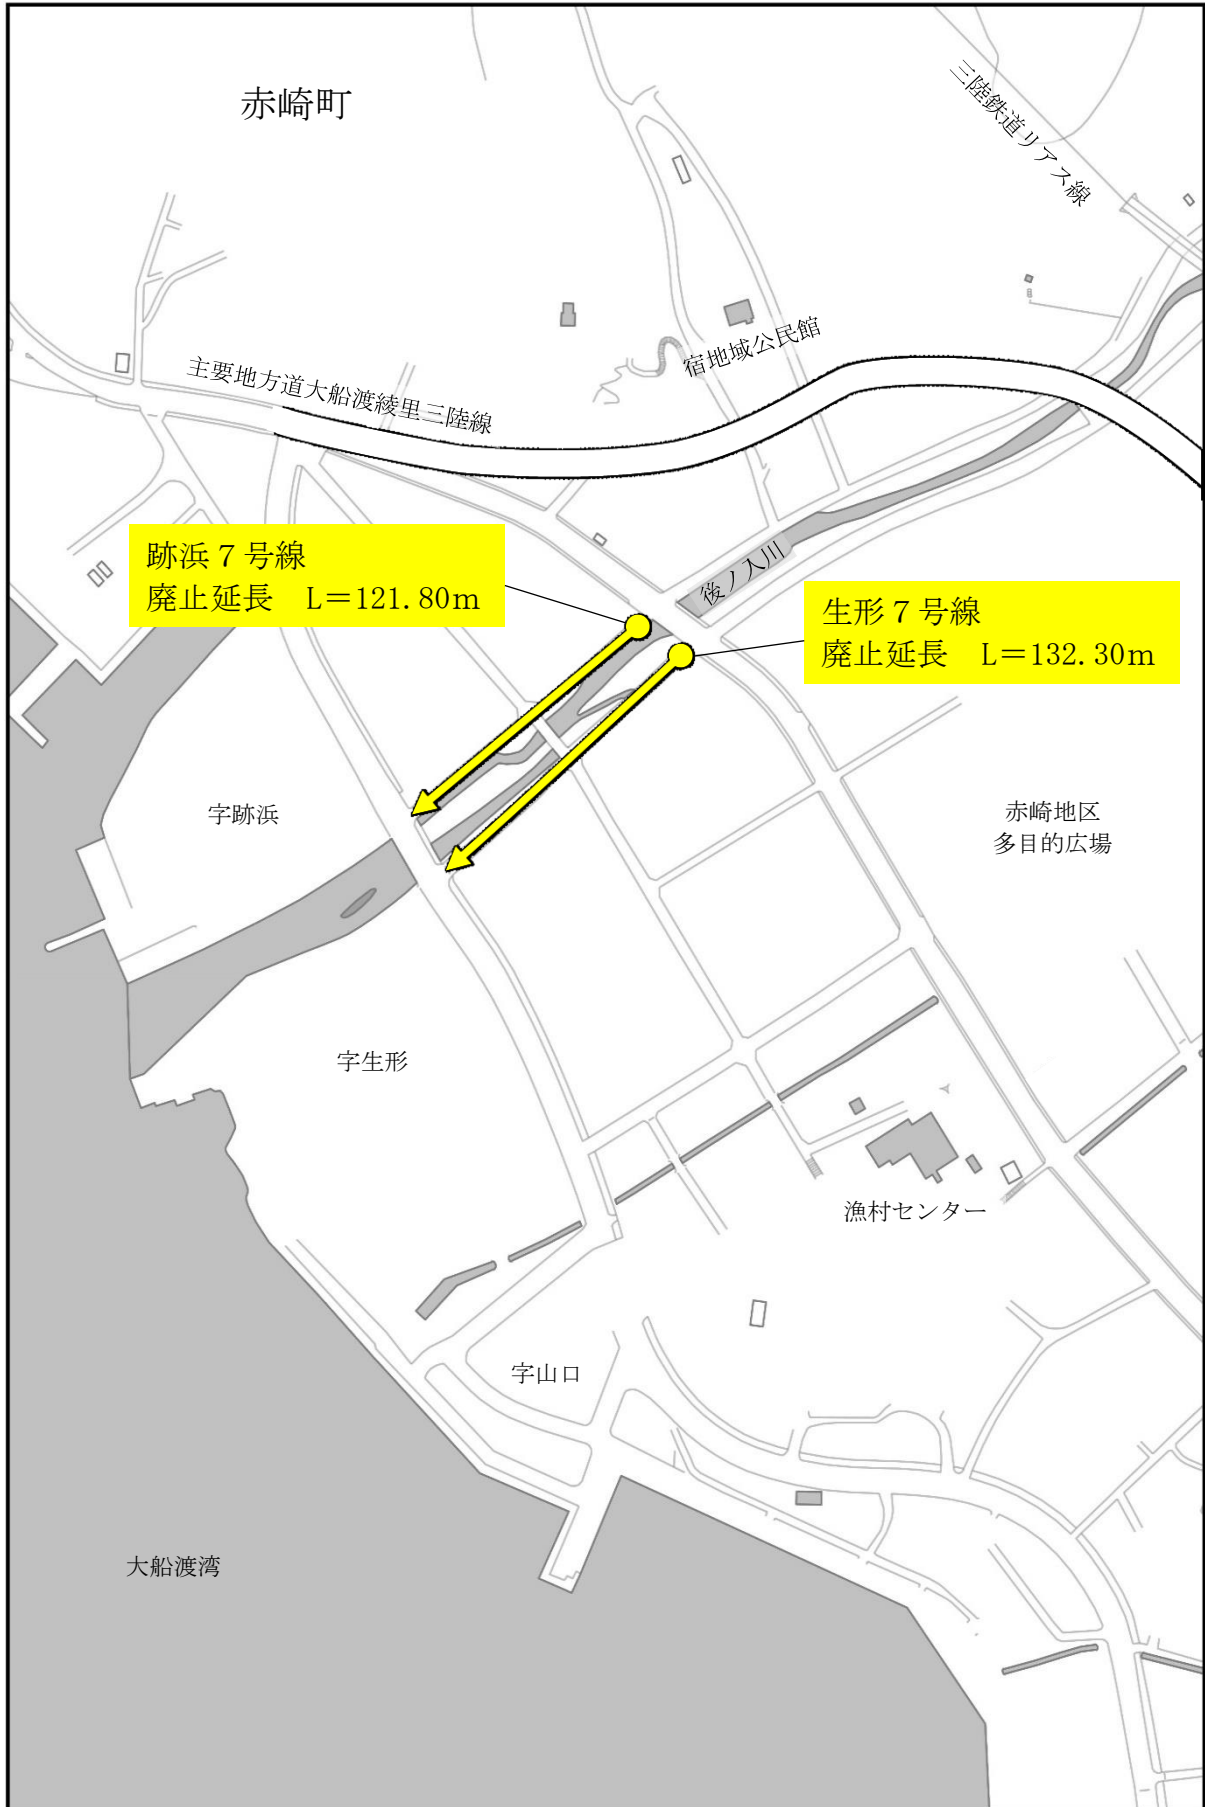 赤崎町
三陸鉄道リアス線
宿地域公民館
主要地方道大船渡綾里三陸線
跡浜7号線
廃止延長　L=121.80m
後ノ入川
生形7号線
廃止延長　L=132.30m
字跡浜
赤崎地区
多目的広場
字生形
漁村センター
字山口
大船渡湾